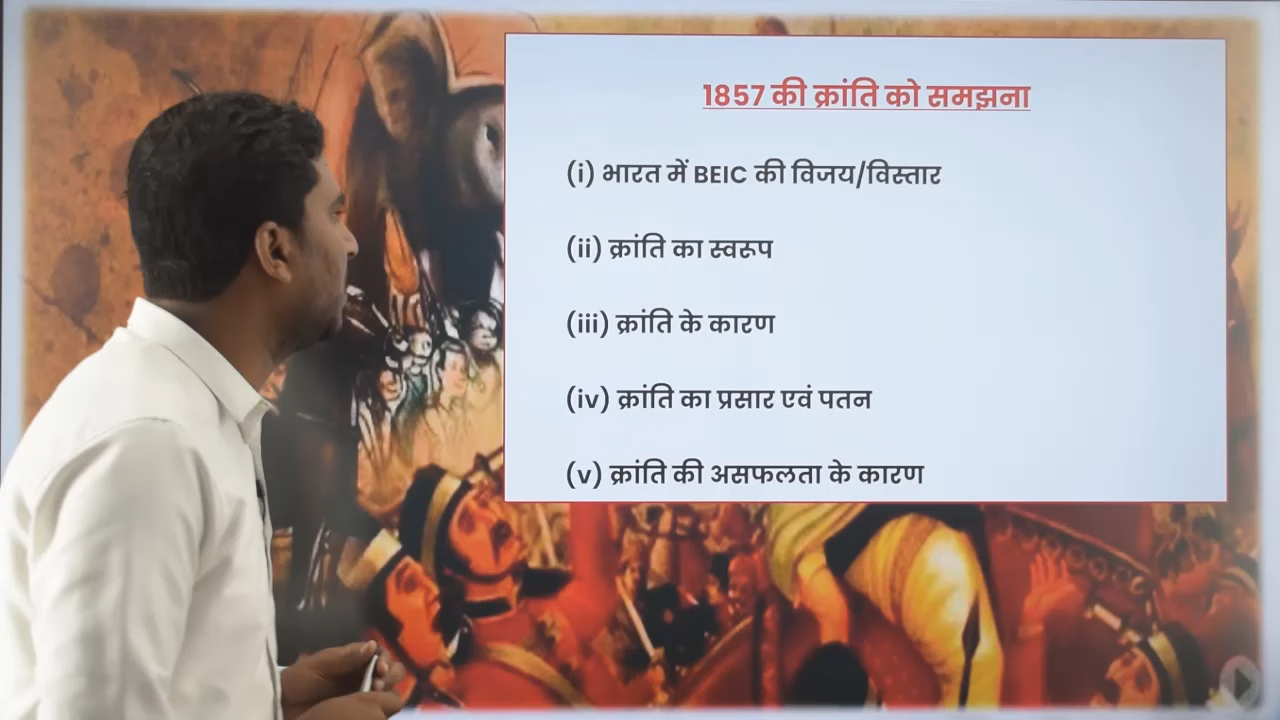 1857 की क्रांति को समझना
(i) भारत में BEIC की विजय/विस्तार
(ii) क्रांति का स्वरूप
(iii) क्रांति के कारण
(iv) क्रांति का प्रसार एवं पतन
(v) क्रांति की असफलता के कारण